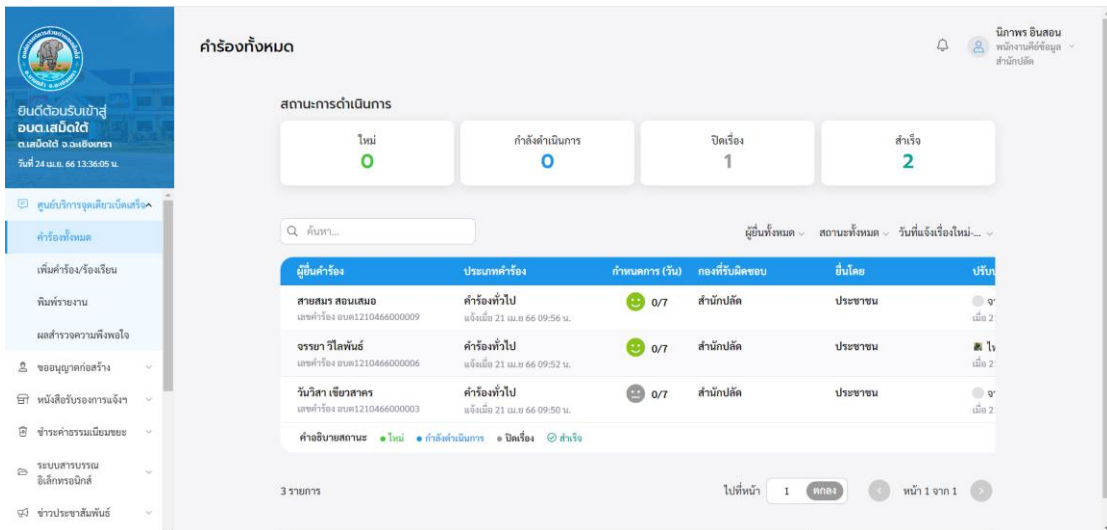 คำร้องทั้งหมด
นิภาพร อินสอน
พนักงานคีย์ข้อมูล
สำนักปลัด
ยินดีต้อนรับเข้าสู่
อบต.เสม็ดใต้
ต.เสม็ดใต้ จ.ฉะเชิงเทรา
วันที่ 24 เม.ย. 66 13:36:05 น.
ศูนย์บริการจุดเดียวเบ็ดเสร็จ
คำร้องทั้งหมด
เพิ่มคำร้อง/ร้องเรียน
พิมพ์รายงาน
ผลสำรวจความพึงพอใจ
ขออนุญาตก่อสร้าง
หนังสือรับรองการแจ้งฯ
ชำระค่าธรรมเนียมขยะ
ระบบสารบรรณ
อิเล็กทรอนิกส์
ข่าวประชาสัมพันธ์
สถานะการดำเนินการ
ใหม่ กำลังดำเนินการ ปิดเรื่อง สำเร็จ
0 0 1 2
ค้นหา... ผู้ยื่นทั้งหมด สถานะทั้งหมด วันที่แจ้งเรื่องใหม่-...
ผู้ยื่นคำร้อง ประเภทคำร้อง กำหนดการ (วัน) กองที่รับผิดชอบ ยื่นโดย ปรับป
สายสมร สอนเสมอ คำร้องทั่วไป 0/7 สำนักปลัด ประชาชน
เลขคำร้อง อบต1210466000009 แจ้งเมื่อ 21 เม.ย 66 09:56 น. เมื่อ 2
จรรยา วิไลพันธ์ คำร้องทั่วไป 0/7 สำนักปลัด ประชาชน
เลขคำร้อง อบต1210466000006 แจ้งเมื่อ 21 เม.ย 66 09:52 น. เมื่อ 2
วันวิสา เขียวสาคร คำร้องทั่วไป 0/7 สำนักปลัด ประชาชน
เลขคำร้อง อบต1210466000003 แจ้งเมื่อ 21 เม.ย 66 09:50 น. เมื่อ 2
คำอธิบายสถานะ ใหม่ กำลังดำเนินการ ปิดเรื่อง สำเร็จ
3 รายการ ไปที่หน้า 1 ตกลง หน้า 1 จาก 1